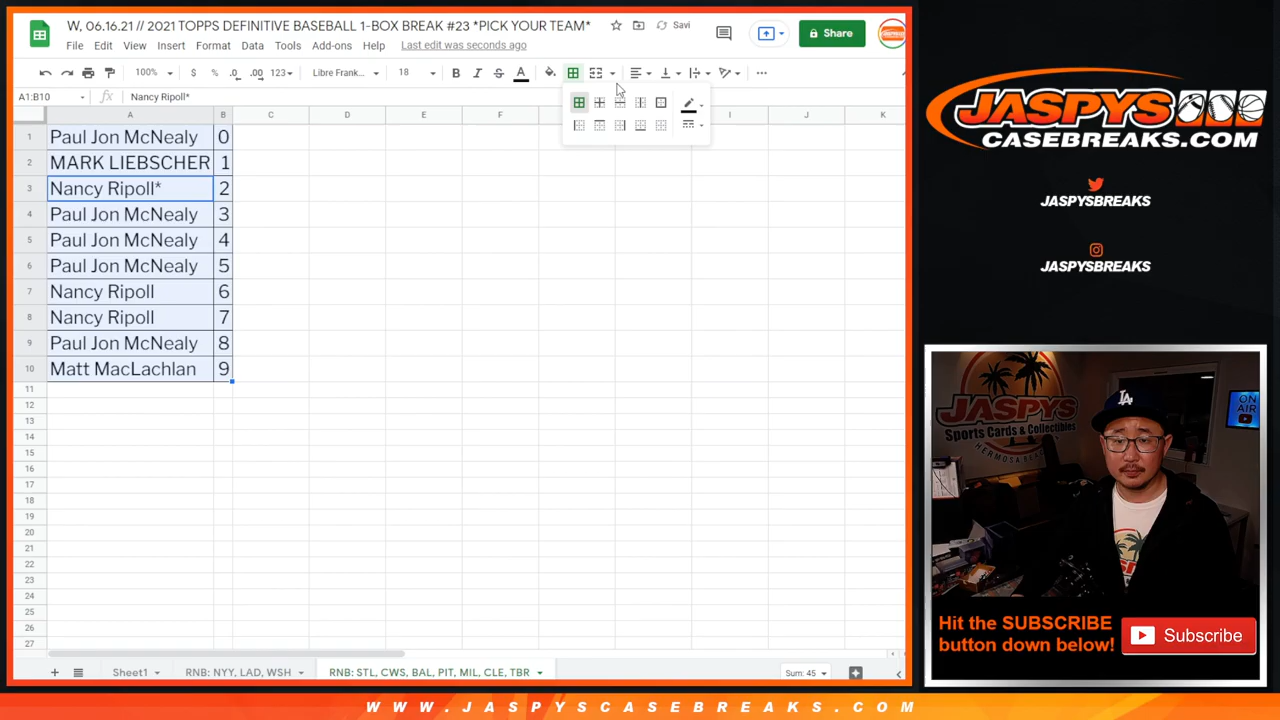 W, 06.16.21 // 2021 TOPPS DEFINITIVE BASEBALL 1-BOX BREAK #23 *PICK YOUR TEAM*
Savi
File Edit View Insert Format Data Tools Add-ons Help Last edit was seconds ago
Share
100% $ % .0 .00 123 Libre Frank... 18 B I S A
A1:B10 fx Nancy Ripoll*
A B C D E F I J K
1 Paul Jon McNealy 0
2 MARK LIEBSCHER 1
3 Nancy Ripoll* 2
4 Paul Jon McNealy 3
5 Paul Jon McNealy 4
6 Paul Jon McNealy 5
7 Nancy Ripoll 6
8 Nancy Ripoll 7
9 Paul Jon McNealy 8
10 Matt MacLachlan 9
11
12
13
14
15
16
17
18
19
20
21
22
23
24
25
26
27
Sheet1 RNB: NYY, LAD, WSH RNB: STL, CWS, BAL, PIT, MIL, CLE, TBR Sum: 45
JASPYS
CASEBREAKS.COM
JASPYSBREAKS
JASPYSBREAKS
JASPYS
Sports Cards & Collectibles
HERMOSA BEACH
LA
ON
AIR
Hit the SUBSCRIBE
button down below!
Subscribe
WWW.JASPYSCASEBREAKS.COM